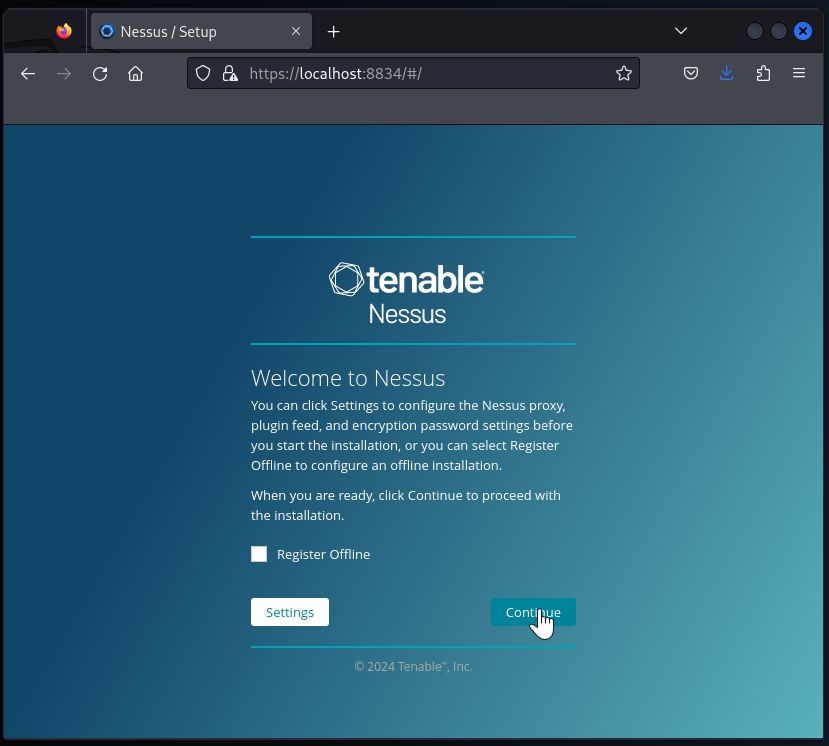 Nessus / Setup
https://localhost:8834/#/
tenable
Nessus
Welcome to Nessus
You can click Settings to configure the Nessus proxy,
plugin feed, and encryption password settings before
you start the installation, or you can select Register
Offline to configure an offline installation.
When you are ready, click Continue to proceed with
the installation.
Register Offline
Settings
Continue
© 2024 Tenable™, Inc.